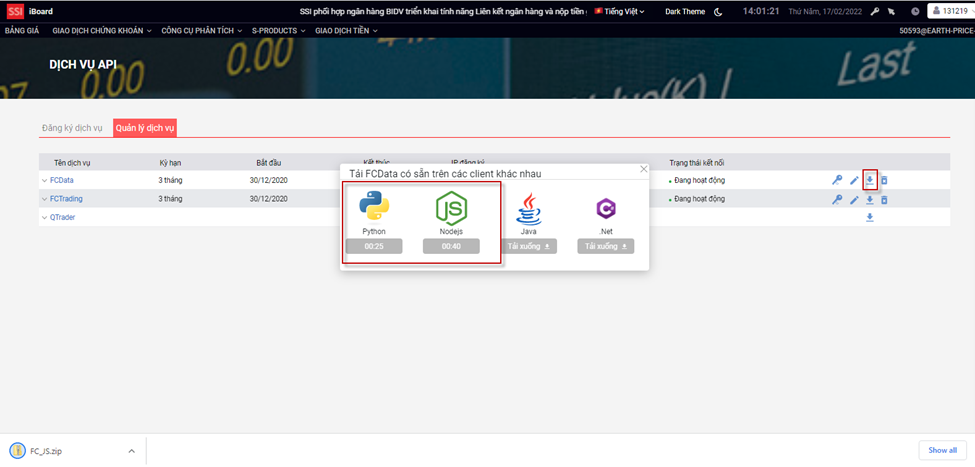 SSI iBoard
SSI phối hợp ngân hàng BIDV triển khai tính năng Liên kết ngân hàng và nộp tiền
Tiếng Việt
Dark Theme
14:01:21
Thứ Năm, 17/02/2022
131219
BẢNG GIÁ
GIAO DỊCH CHỨNG KHOÁN
CÔNG CỤ PHÂN TÍCH
S-PRODUCTS
GIAO DỊCH TIỀN
50593@EARTH-PRICE-
DỊCH VỤ API
07 0.00 0.00 Last
Đăng ký dịch vụ
Quản lý dịch vụ
Tên dịch vụ Kỳ hạn Bắt đầu Kết thúc IP đăng ký Trạng thái kết nối
FCData 3 tháng 30/12/2020 Đang hoạt động
FCTrading 3 tháng 30/12/2020 Đang hoạt động
QTrader
Tải FCData có sẵn trên các client khác nhau
JS
Python Nodejs Java .Net
00:25 00:40 Tải xuống Tải xuống
FC_JS.zip
Show all